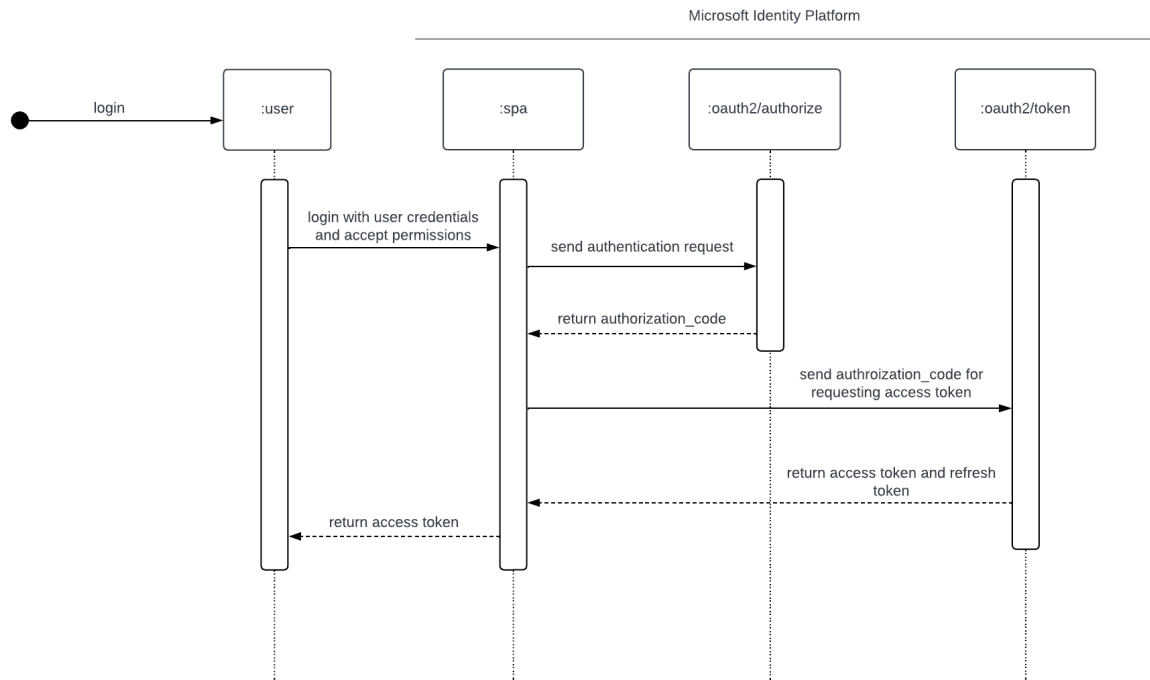 Microsoft Identity Platform
login
:user
:spa
:oauth2/authorize
:oauth2/token
login with user credentials
and accept permissions
send authentication request
return authorization_code
send authroization_code for
requesting access token
return access token and refresh
token
return access token